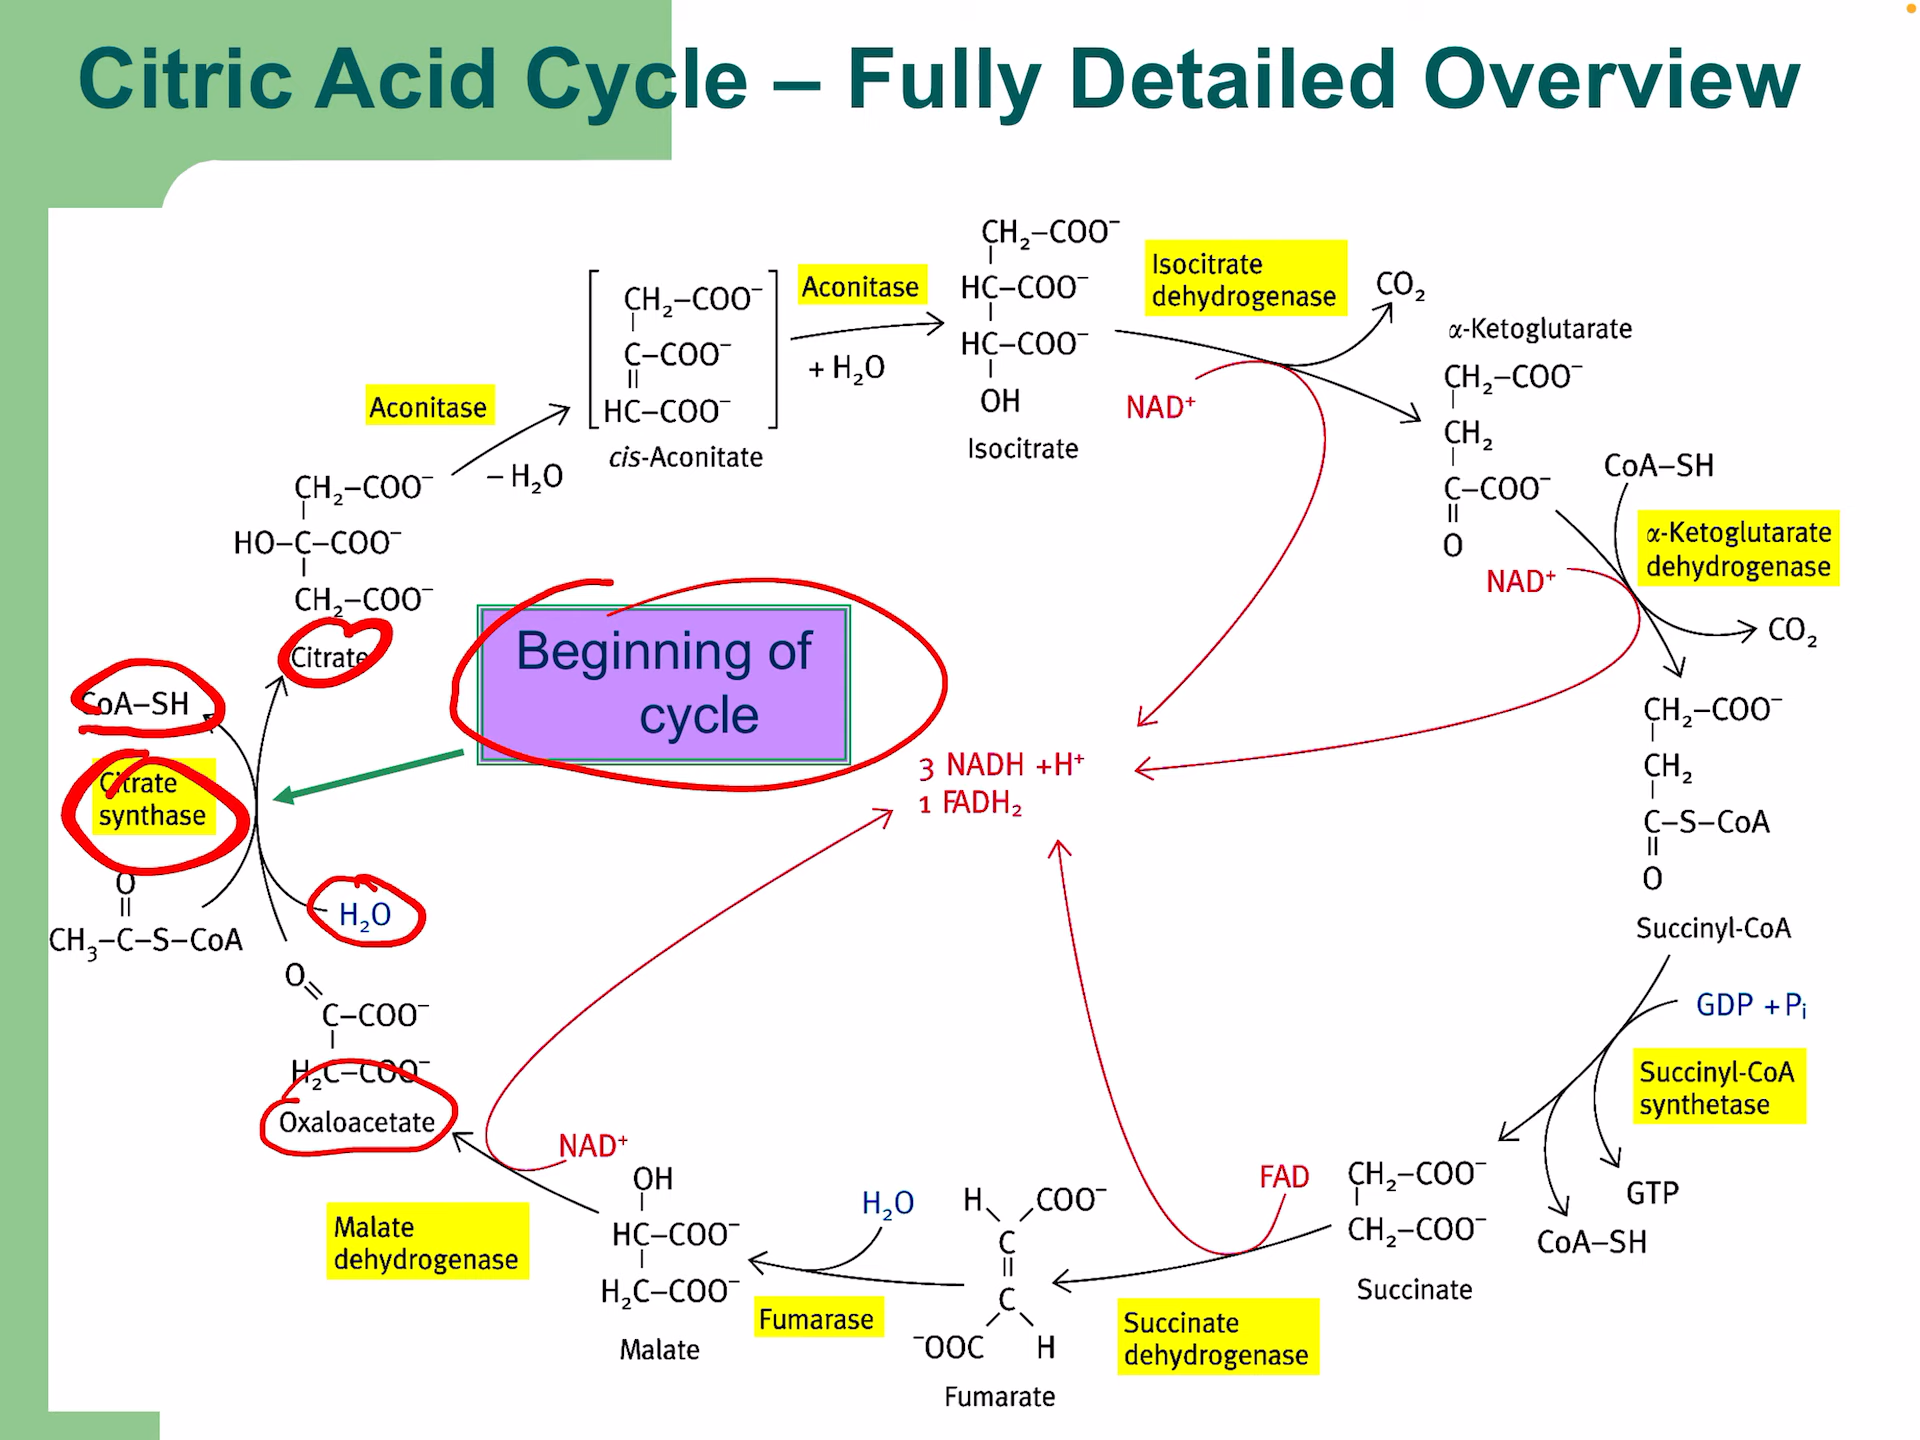 Citric Acid Cycle – Fully Detailed Overview
CH₂–COO⁻
HC–COO⁻
HC–COO⁻
OH
Isocitrate
Isocitrate
dehydrogenase
CO₂
NAD⁺
Aconitase
+ H₂O
CH₂–COO⁻
C–COO⁻
HC–COO⁻
cis-Aconitate
Aconitase
– H₂O
α-Ketoglutarate
CH₂–COO⁻
CH₂
C–COO⁻
O
CoA–SH
α-Ketoglutarate
dehydrogenase
NAD⁺
CO₂
CH₂–COO⁻
HO–C–COO⁻
CH₂–COO⁻
Citrate
Beginning of
cycle
CoA–SH
Citrate
synthase
O
CH₃–C–S–CoA
H₂O
3 NADH +H⁺
1 FADH₂
CH₂–COO⁻
CH₂
C–S–CoA
O
Succinyl-CoA
GDP + Pᵢ
Succinyl-CoA
synthetase
GTP
CoA–SH
O
C–COO⁻
H₂C–COO⁻
Oxaloacetate
NAD⁺
Malate
dehydrogenase
OH
HC–COO⁻
H₂C–COO⁻
Malate
H₂O
Fumarase
H COO⁻
C
C
⁻OOC H
Fumarate
FAD
Succinate
dehydrogenase
CH₂–COO⁻
CH₂–COO⁻
Succinate